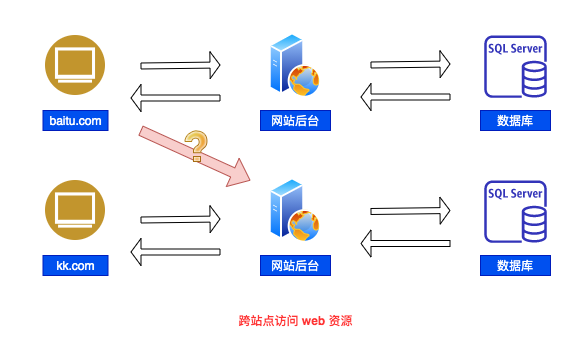 SQL Server
baitu.com
网站后台
数据库
?
SQL Server
kk.com
网站后台
数据库
跨站点访问 web 资源